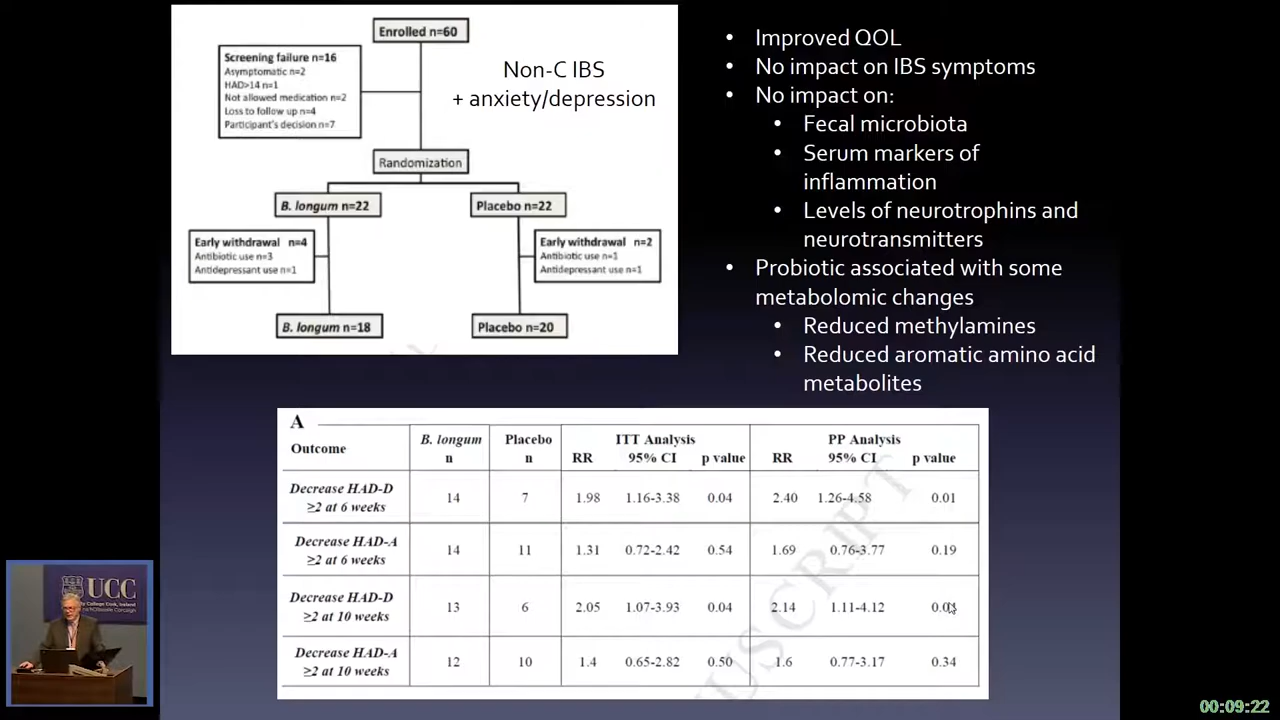 Enrolled n=60
Screening failure n=16
Asymptomatic n=2
HAD>14 n=1
Not allowed medication n=2
Loss to follow up n=4
Participant's decision n=7
Non-C IBS
+ anxiety/depression
Randomization
B. longum n=22
Placebo n=22
Early withdrawal n=4
Antibiotic use n=3
Antidepressant use n=1
Early withdrawal n=2
Antibiotic use n=1
Antidepressant use n=1
B. longum n=18
Placebo n=20
• Improved QOL
• No impact on IBS symptoms
• No impact on:
• Fecal microbiota
• Serum markers of
inflammation
• Levels of neurotrophins and
neurotransmitters
• Probiotic associated with some
metabolomic changes
• Reduced methylamines
• Reduced aromatic amino acid
metabolites
A
Outcome B. longum n Placebo n ITT Analysis PP Analysis
RR 95% CI p value RR 95% CI p value
Decrease HAD-D
≥2 at 6 weeks 14 7 1.98 1.16-3.38 0.04 2.40 1.26-4.58 0.01
Decrease HAD-A
≥2 at 6 weeks 14 11 1.31 0.72-2.42 0.54 1.69 0.76-3.77 0.19
Decrease HAD-D
≥2 at 10 weeks 13 6 2.05 1.07-3.93 0.04 2.14 1.11-4.12
Decrease HAD-A
≥2 at 10 weeks 12 10 1.4 0.65-2.82 0.50 1.6 0.77-3.17 0.34
UCC
00:09:22